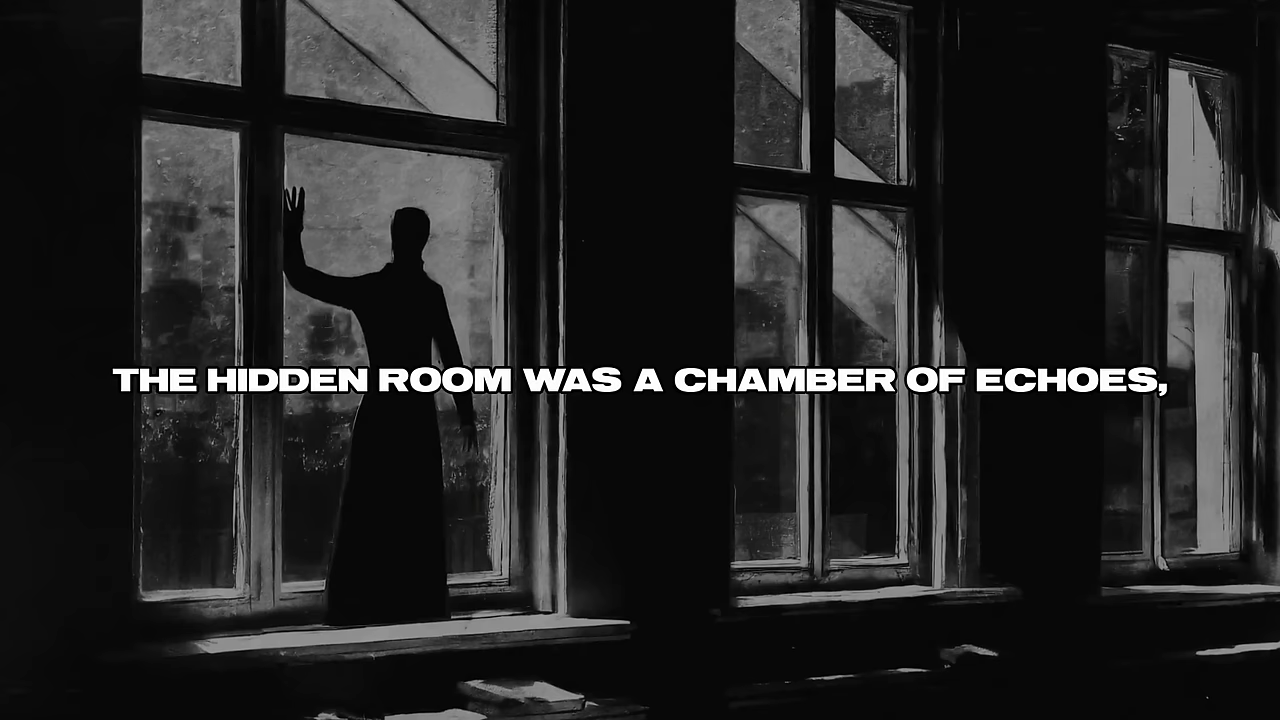 THE HIDDEN ROOM WAS A CHAMBER OF ECHOES,